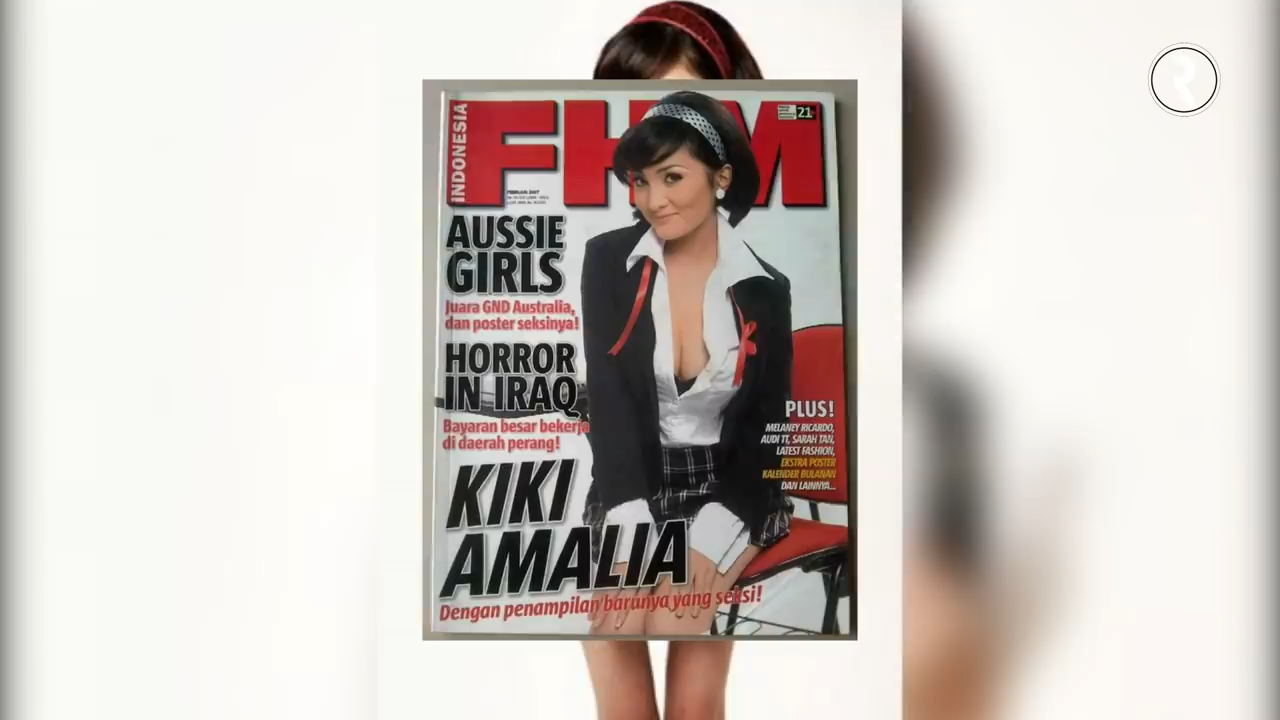 INDONESIA
FHM
21+
FEBRUARI 2007
AUSSIE
GIRLS
Juara GND Australia,
dan poster seksinya!
HORROR
IN IRAQ
Bayaran besar bekerja
di daerah perang!
KIKI
AMALIA
Dengan penampilan barunya yang seksi!
PLUS!
MELANEY RICARDO,
AUDI TT, SARAH TAN,
LATEST FASHION,
EKSTRA POSTER
KALENDER BULANAN
DAN LAINNYA...
R